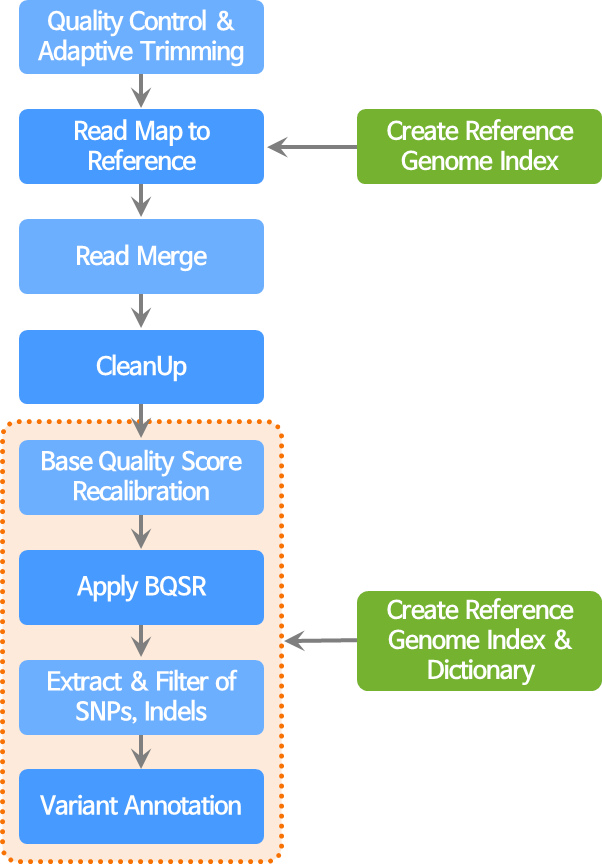 Quality Control &
Adaptive Trimming
Read Map to
Reference
Create Reference
Genome Index
Read Merge
CleanUp
Base Quality Score
Recalibration
Apply BQSR
Create Reference
Genome Index &
Dictionary
Extract & Filter of
SNPs, Indels
Variant Annotation